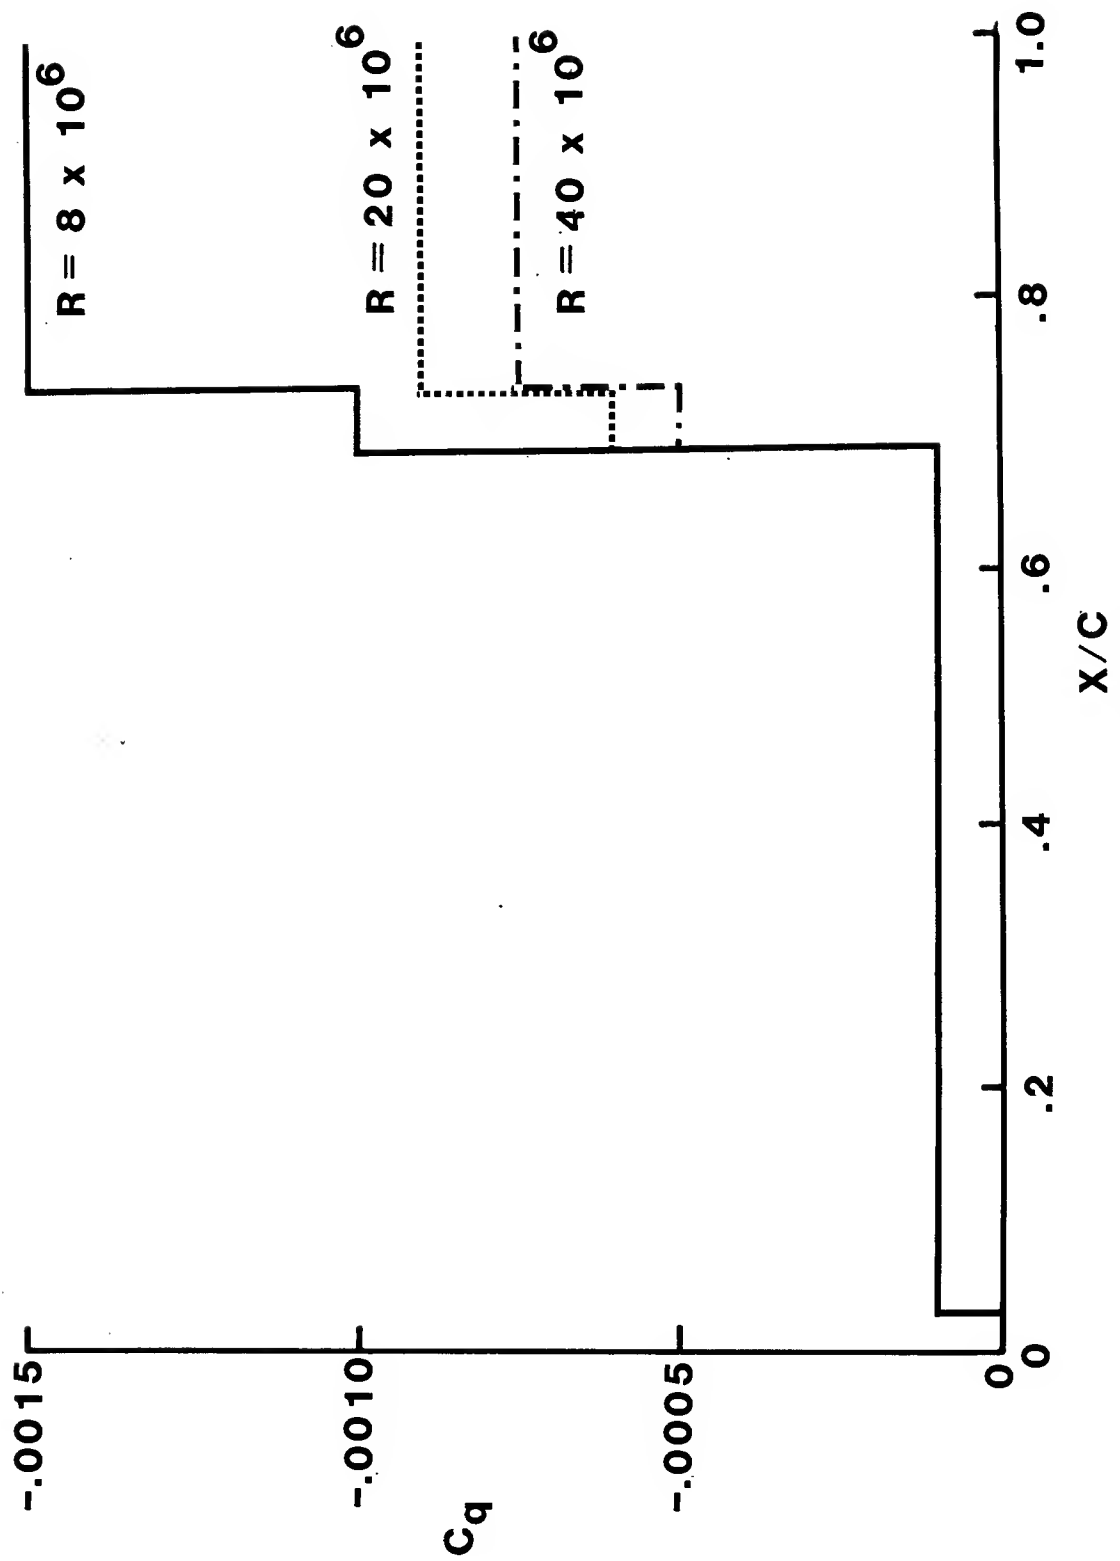 -.0015
-.0010
-.0005
0
Cq
R = 8 x 10^6
R = 20 x 10^6
R = 40 x 10^6
0
.2
.4
.6
.8
1.0
X/C